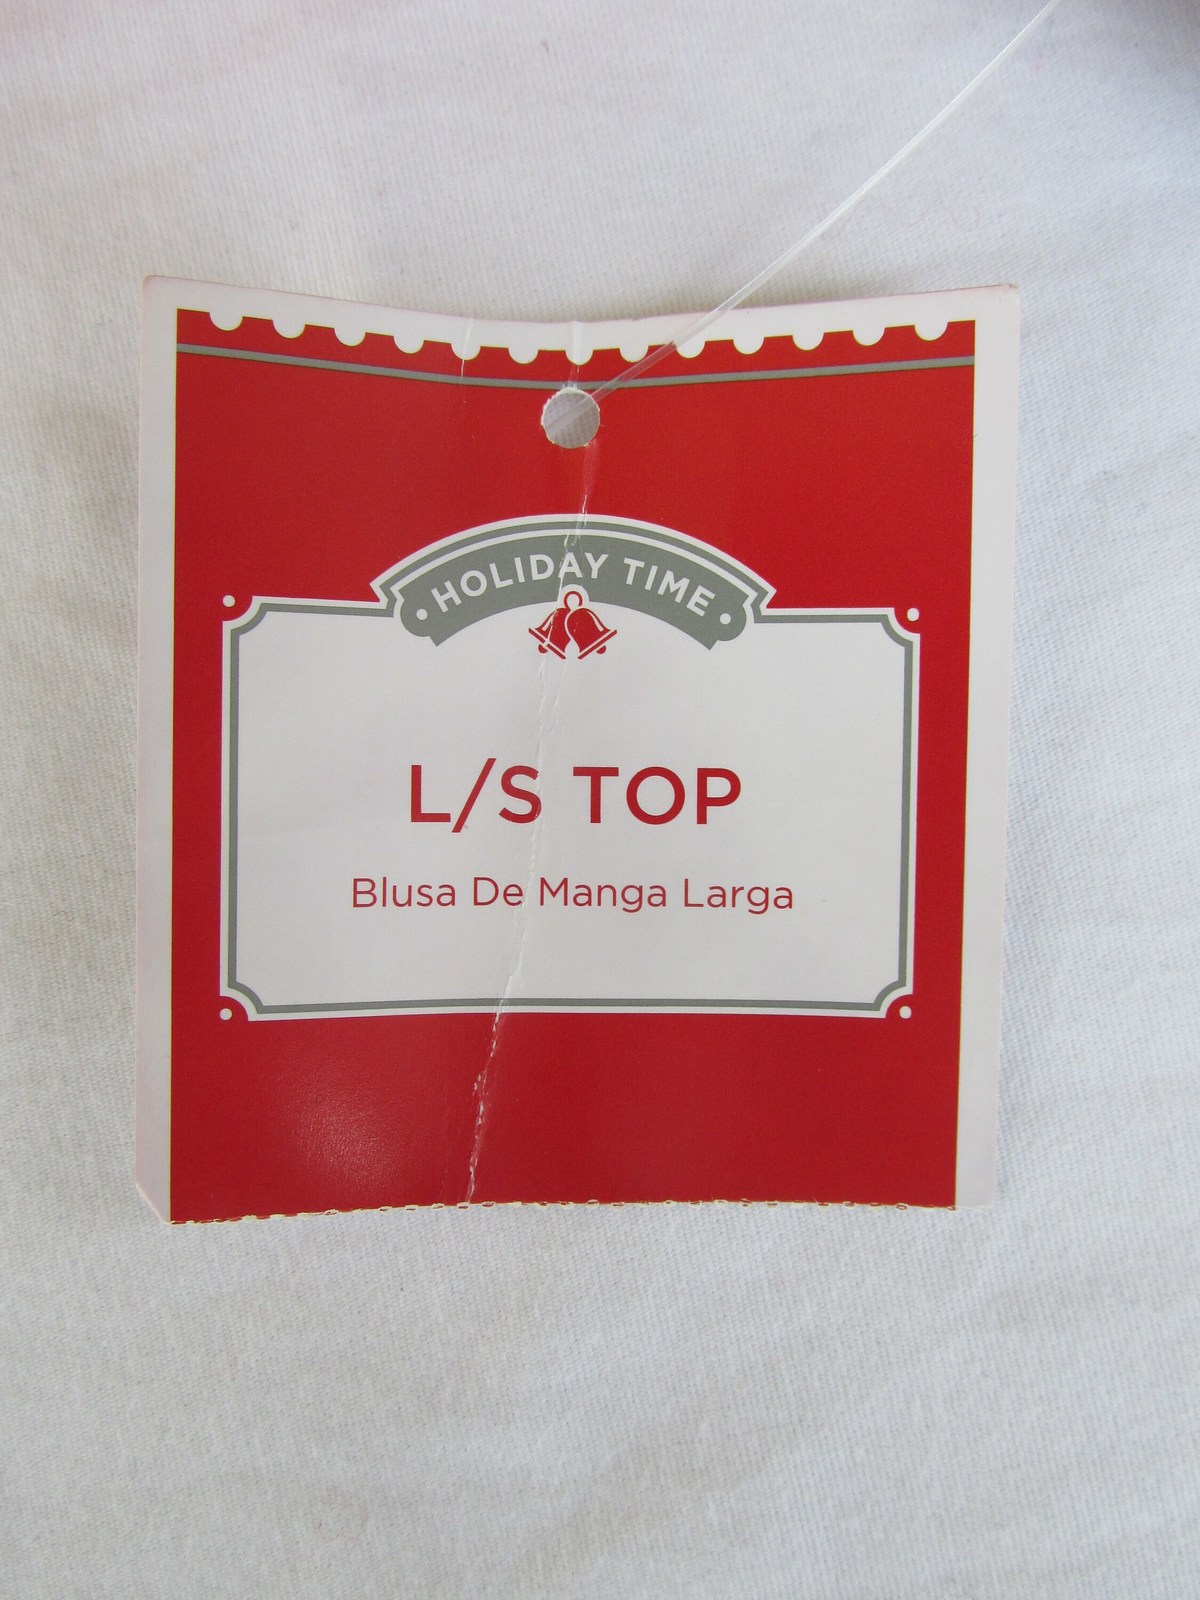 HOLIDAY TIME
L/S TOP
Blusa De Manga Larga